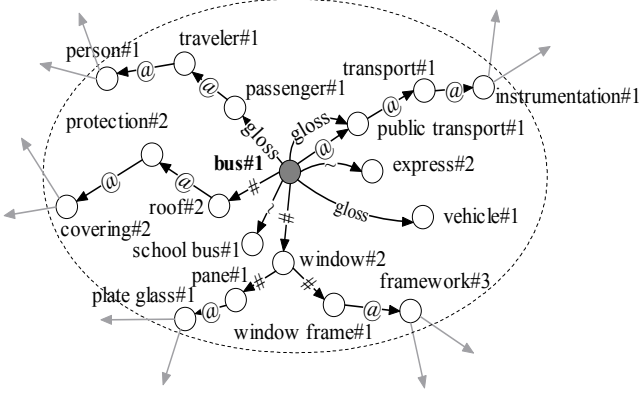 traveler#1
person#1
@
@
passenger#1
transport#1
@
@
instrumentation#1
gloss
gloss
public transport#1
protection#2
bus#1
@
~
express#2
@
@
#
roof#2
covering#2
gloss
vehicle#1
~
#
school bus#1
window#2
pane#1
#
#
framework#3
plate glass#1
@
@
window frame#1